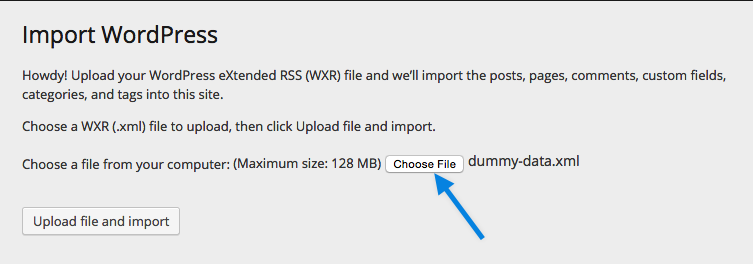 Import WordPress
Howdy! Upload your WordPress eXtended RSS (WXR) file and we'll import the posts, pages, comments, custom fields,
categories, and tags into this site.
Choose a WXR (.xml) file to upload, then click Upload file and import.
Choose a file from your computer: (Maximum size: 128 MB) Choose File dummy-data.xml
Upload file and import